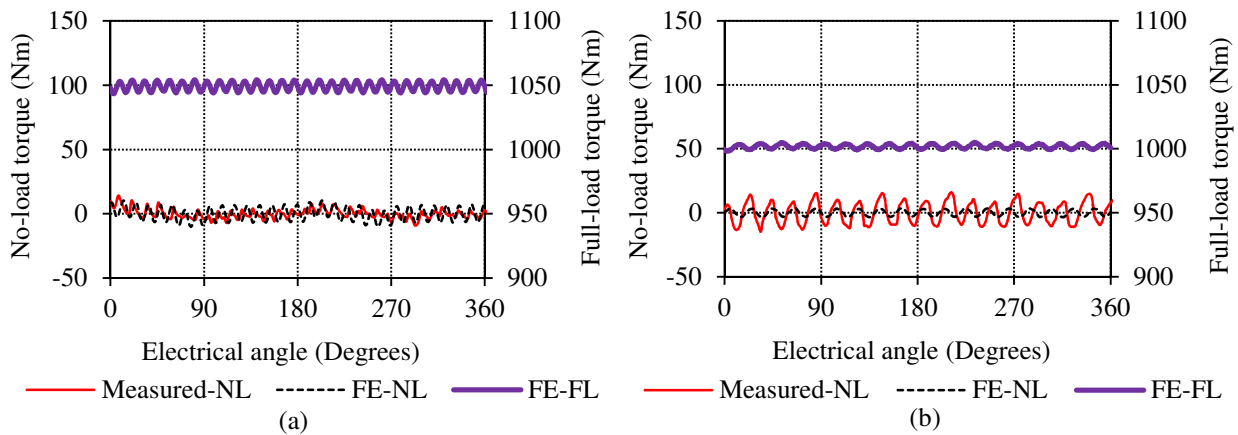 No-load torque (Nm)
150
100
50
0
-50
1100
1050
1000
950
900
Full-load torque (Nm)
0
90
180
270
360
Electrical angle (Degrees)
Measured-NL
FE-NL
FE-FL
(a)
No-load torque (Nm)
150
100
50
0
-50
1100
1050
1000
950
900
Full-load torque (Nm)
0
90
180
270
360
Electrical angle (Degrees)
Measured-NL
FE-NL
FE-FL
(b)